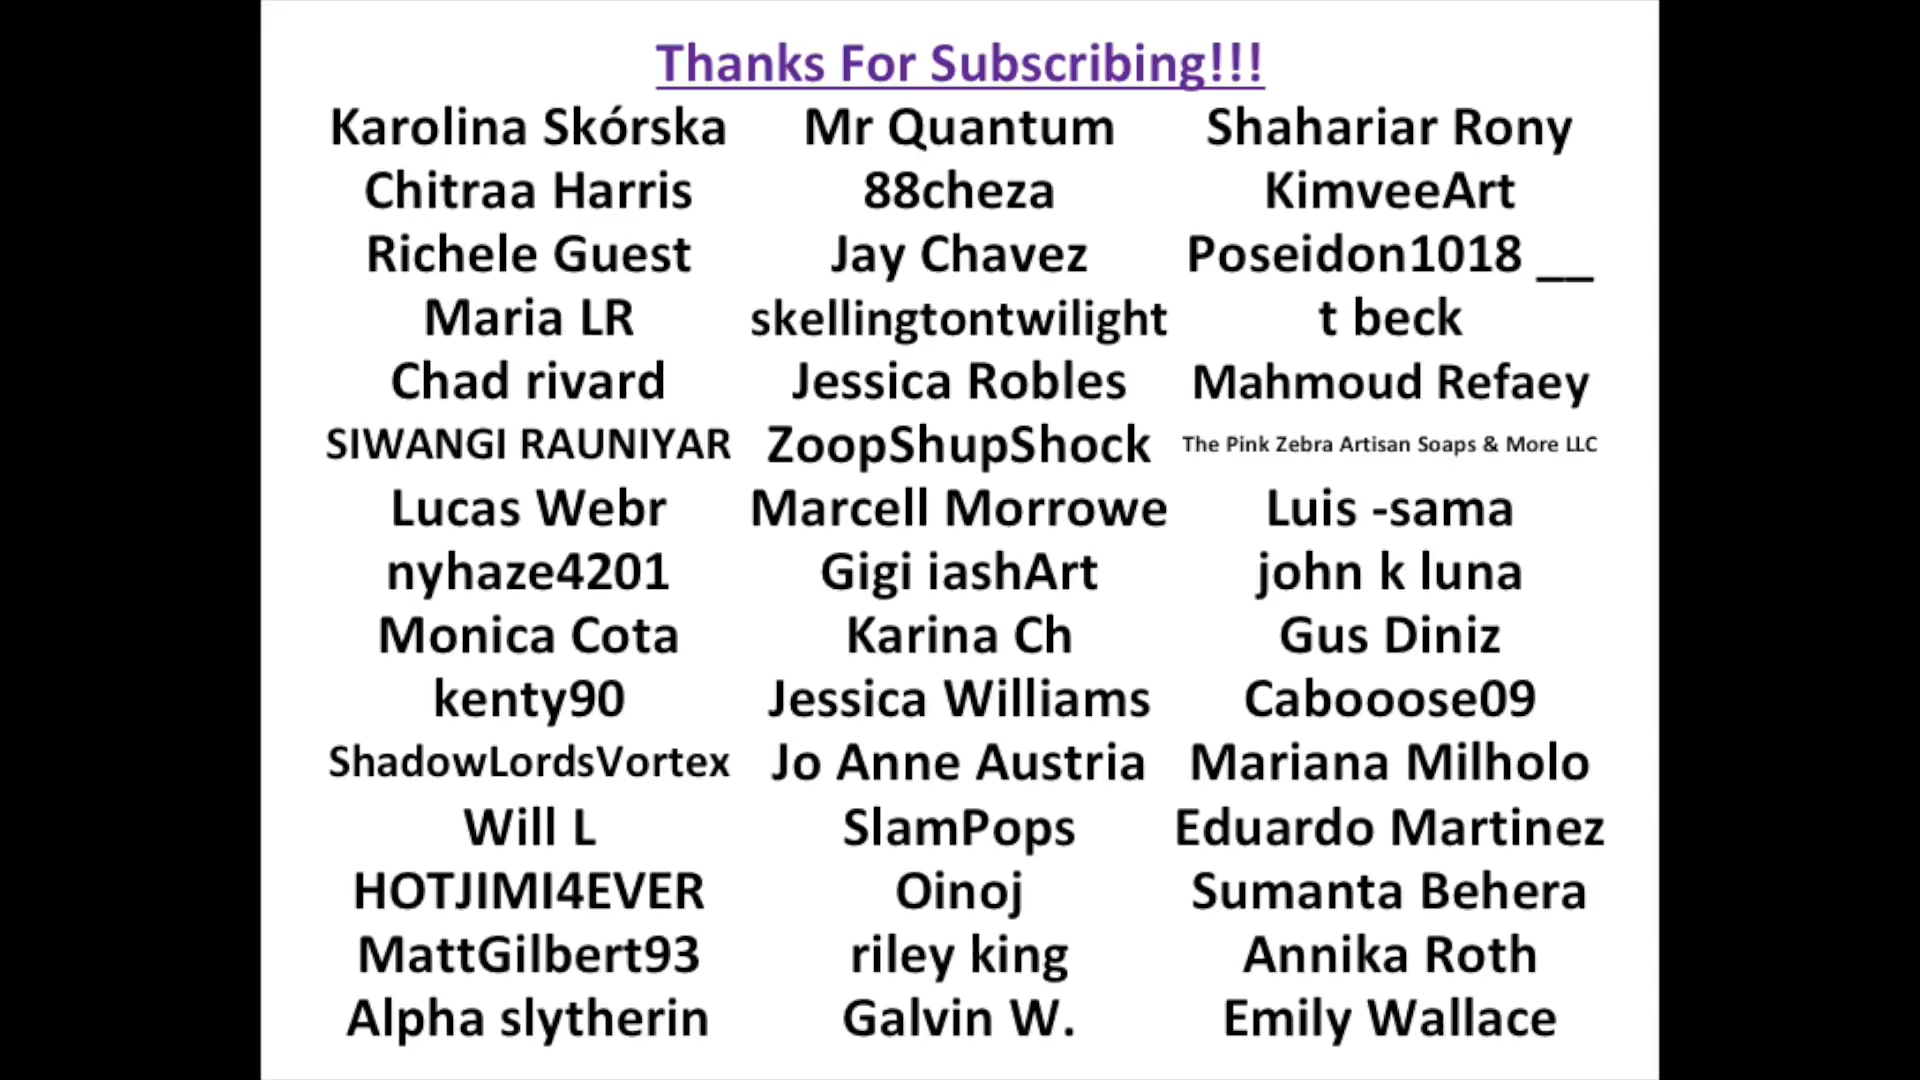 Thanks For Subscribing!!!
Karolina Skórska Mr Quantum Shahariar Rony
Chitraa Harris 88cheza KimveeArt
Richele Guest Jay Chavez Poseidon1018 __
Maria LR skellingtontwilight t beck
Chad rivard Jessica Robles Mahmoud Refaey
SIWANGI RAUNIYAR ZoopShupShock The Pink Zebra Artisan Soaps & More LLC
Lucas Webr Marcell Morrowe Luis -sama
nyhaze4201 Gigi iashArt john k luna
Monica Cota Karina Ch Gus Diniz
kenty90 Jessica Williams Cabooose09
ShadowLordsVortex Jo Anne Austria Mariana Milholo
Will L SlamPops Eduardo Martinez
HOTJIMI4EVER Oinoj Sumanta Behera
MattGilbert93 riley king Annika Roth
Alpha slytherin Galvin W. Emily Wallace